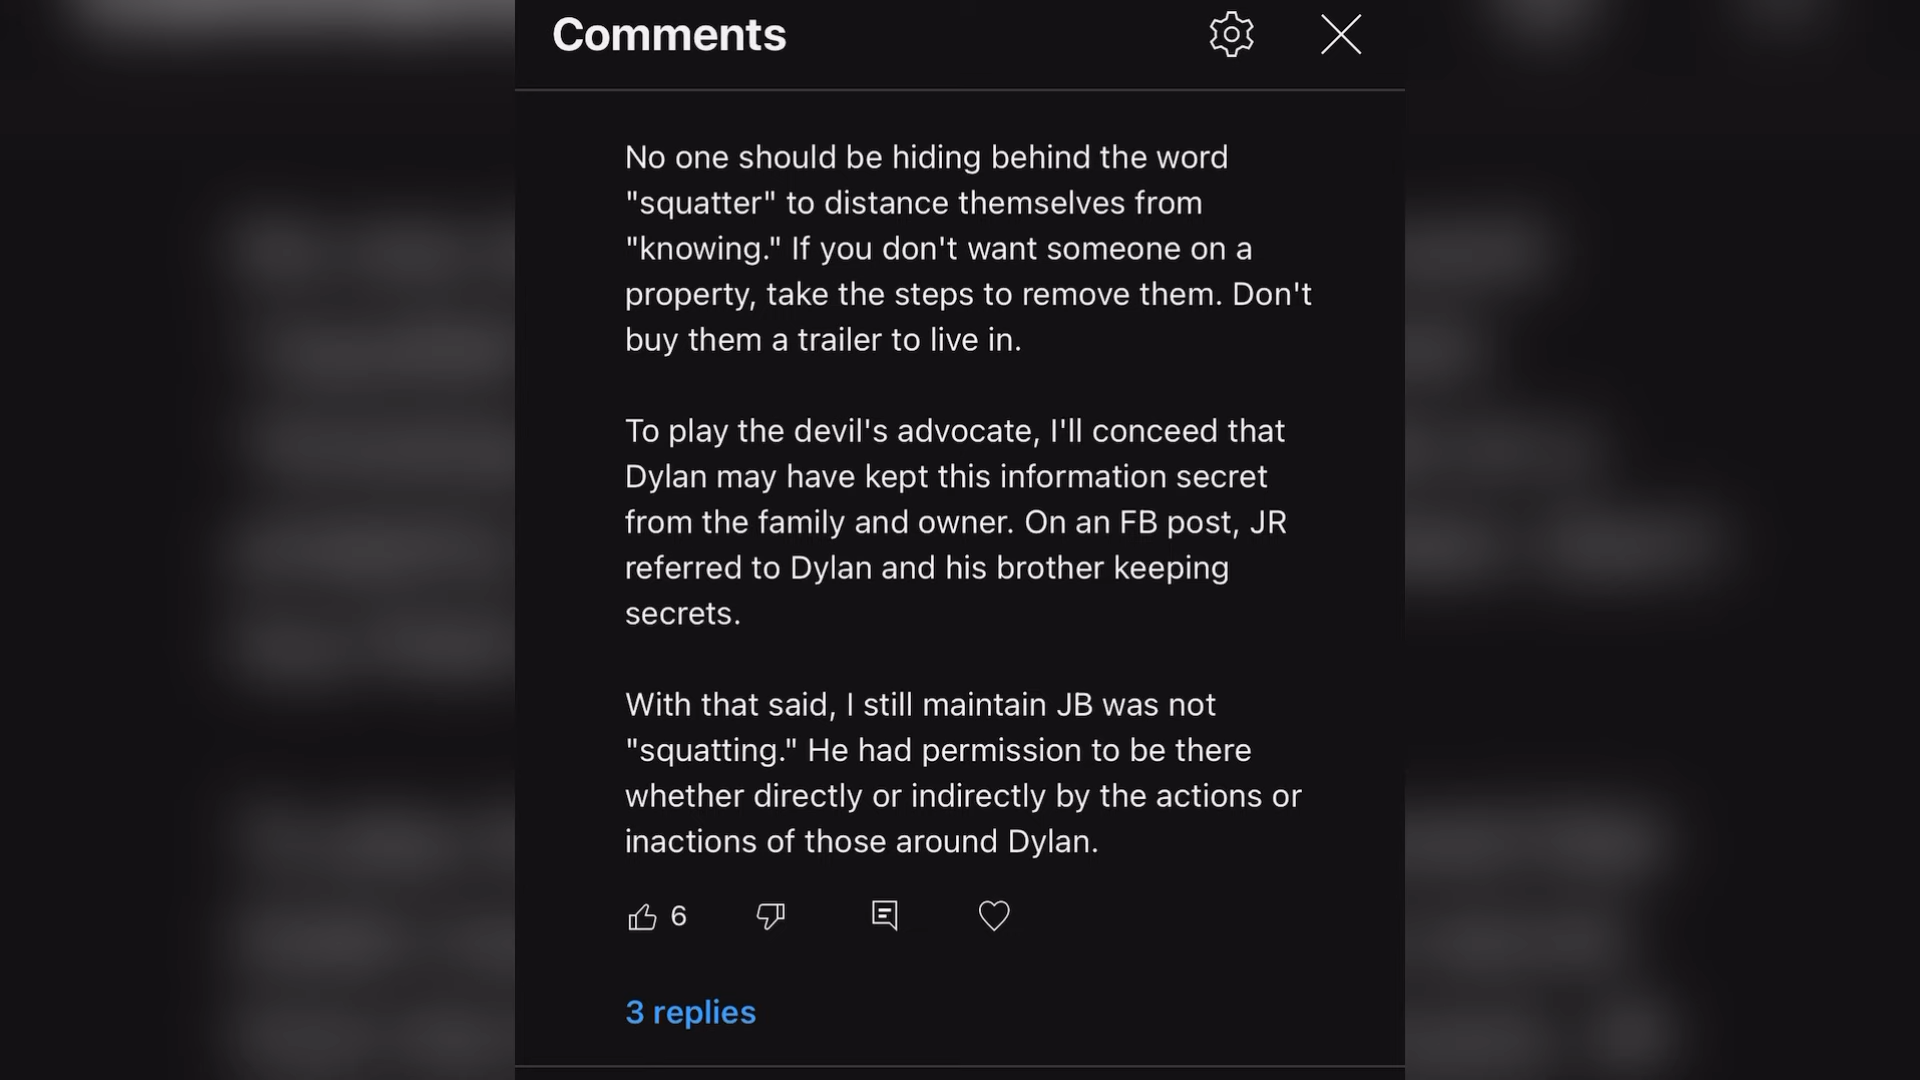 Comments
No one should be hiding behind the word
"squatter" to distance themselves from
"knowing." If you don't want someone on a
property, take the steps to remove them. Don't
buy them a trailer to live in.
To play the devil's advocate, I'll conceed that
Dylan may have kept this information secret
from the family and owner. On an FB post, JR
referred to Dylan and his brother keeping
secrets.
With that said, I still maintain JB was not
"squatting." He had permission to be there
whether directly or indirectly by the actions or
inactions of those around Dylan.
6
3 replies